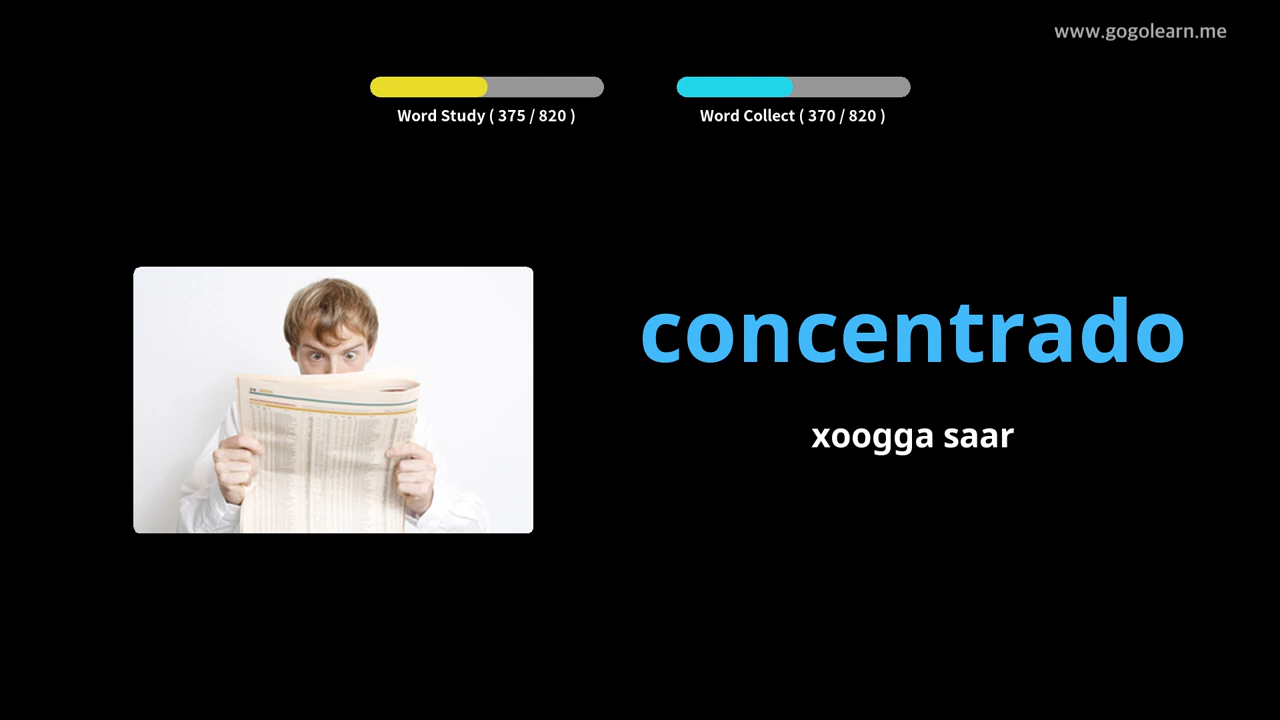 www.gogolearn.me
Word Study ( 375 / 820 )
Word Collect ( 370 / 820 )
concentrado
xoogga saar